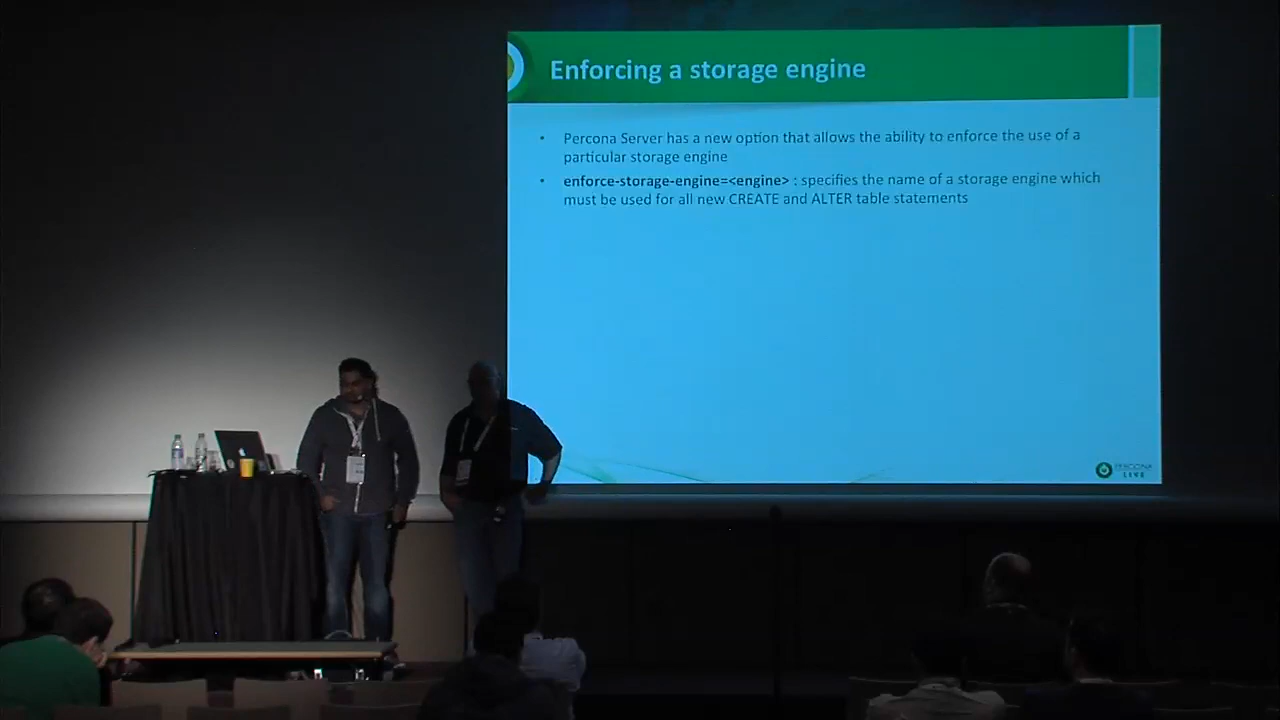 Enforcing a storage engine
• Percona Server has a new option that allows the ability to enforce the use of a
particular storage engine
• enforce-storage-engine=<engine> : specifies the name of a storage engine which
must be used for all new CREATE and ALTER table statements
PERCONA
LIVE